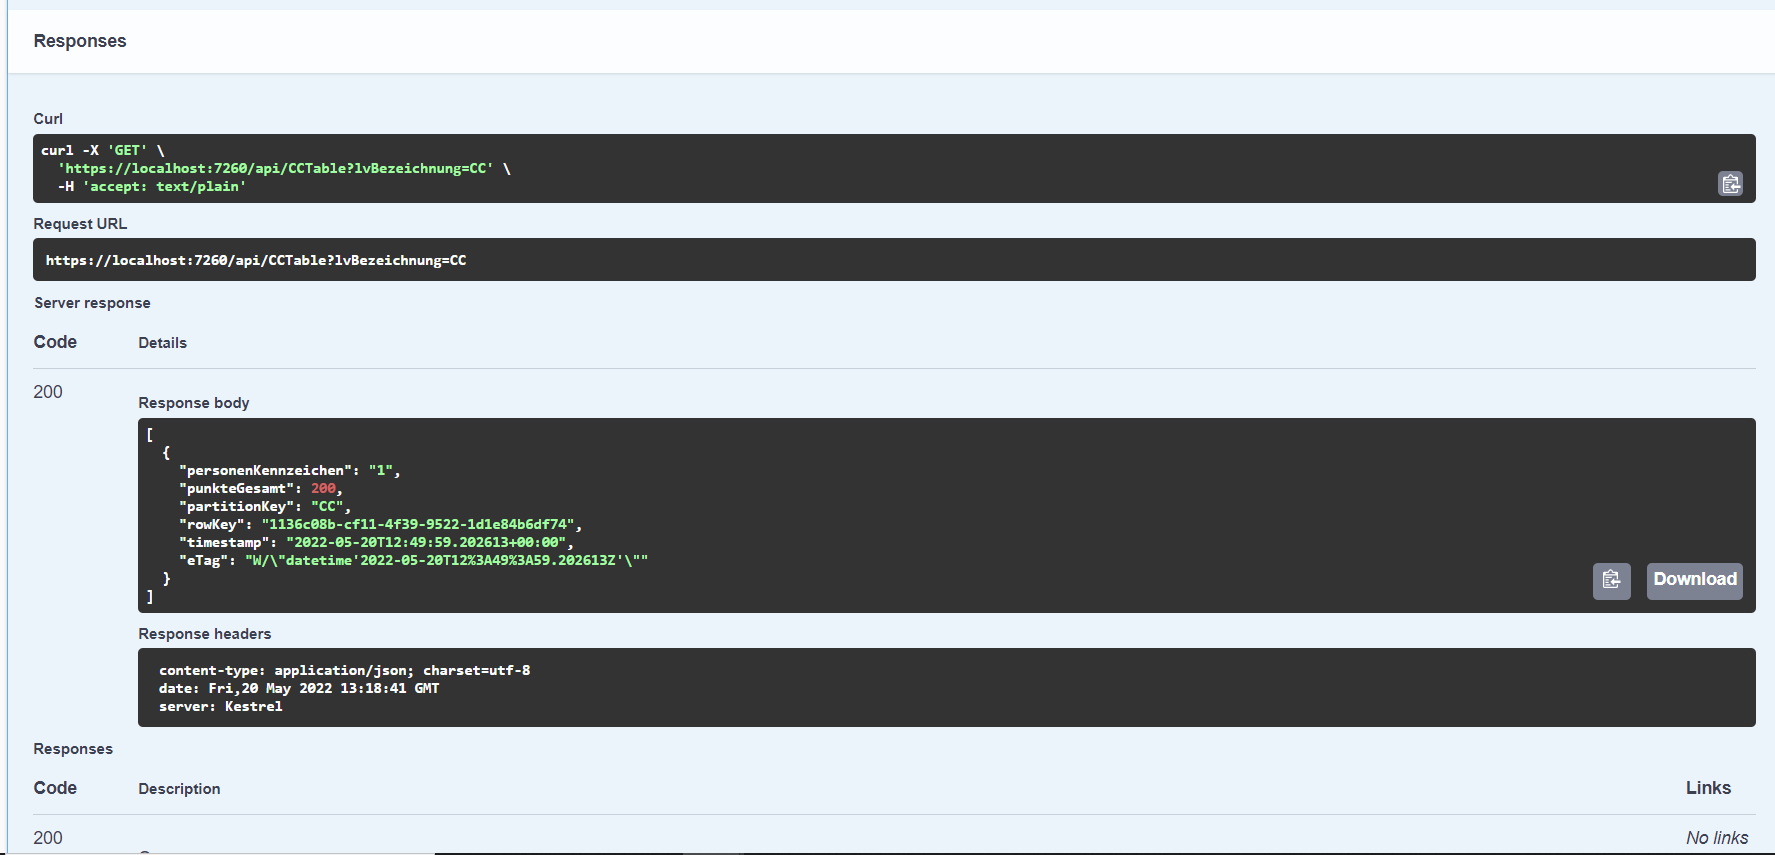 Responses
Curl
curl -X 'GET' \
'https://localhost:7260/api/CCTable?lvBezeichnung=CC' \
-H 'accept: text/plain'
Request URL
https://localhost:7260/api/CCTable?lvBezeichnung=CC
Server response
Code Details
200
Response body
[
{
"personenKennzeichen": "1",
"punkteGesamt": 200,
"partitionKey": "CC",
"rowKey": "1136c08b-cf11-4f39-9522-1d1e84b6df74",
"timestamp": "2022-05-20T12:49:59.202613+00:00",
"eTag": "W/\"datetime'2022-05-20T12%3A49%3A59.202613Z'\""
}
]
Download
Response headers
content-type: application/json; charset=utf-8
date: Fri,20 May 2022 13:18:41 GMT
server: Kestrel
Responses
Code Description Links
200 No links